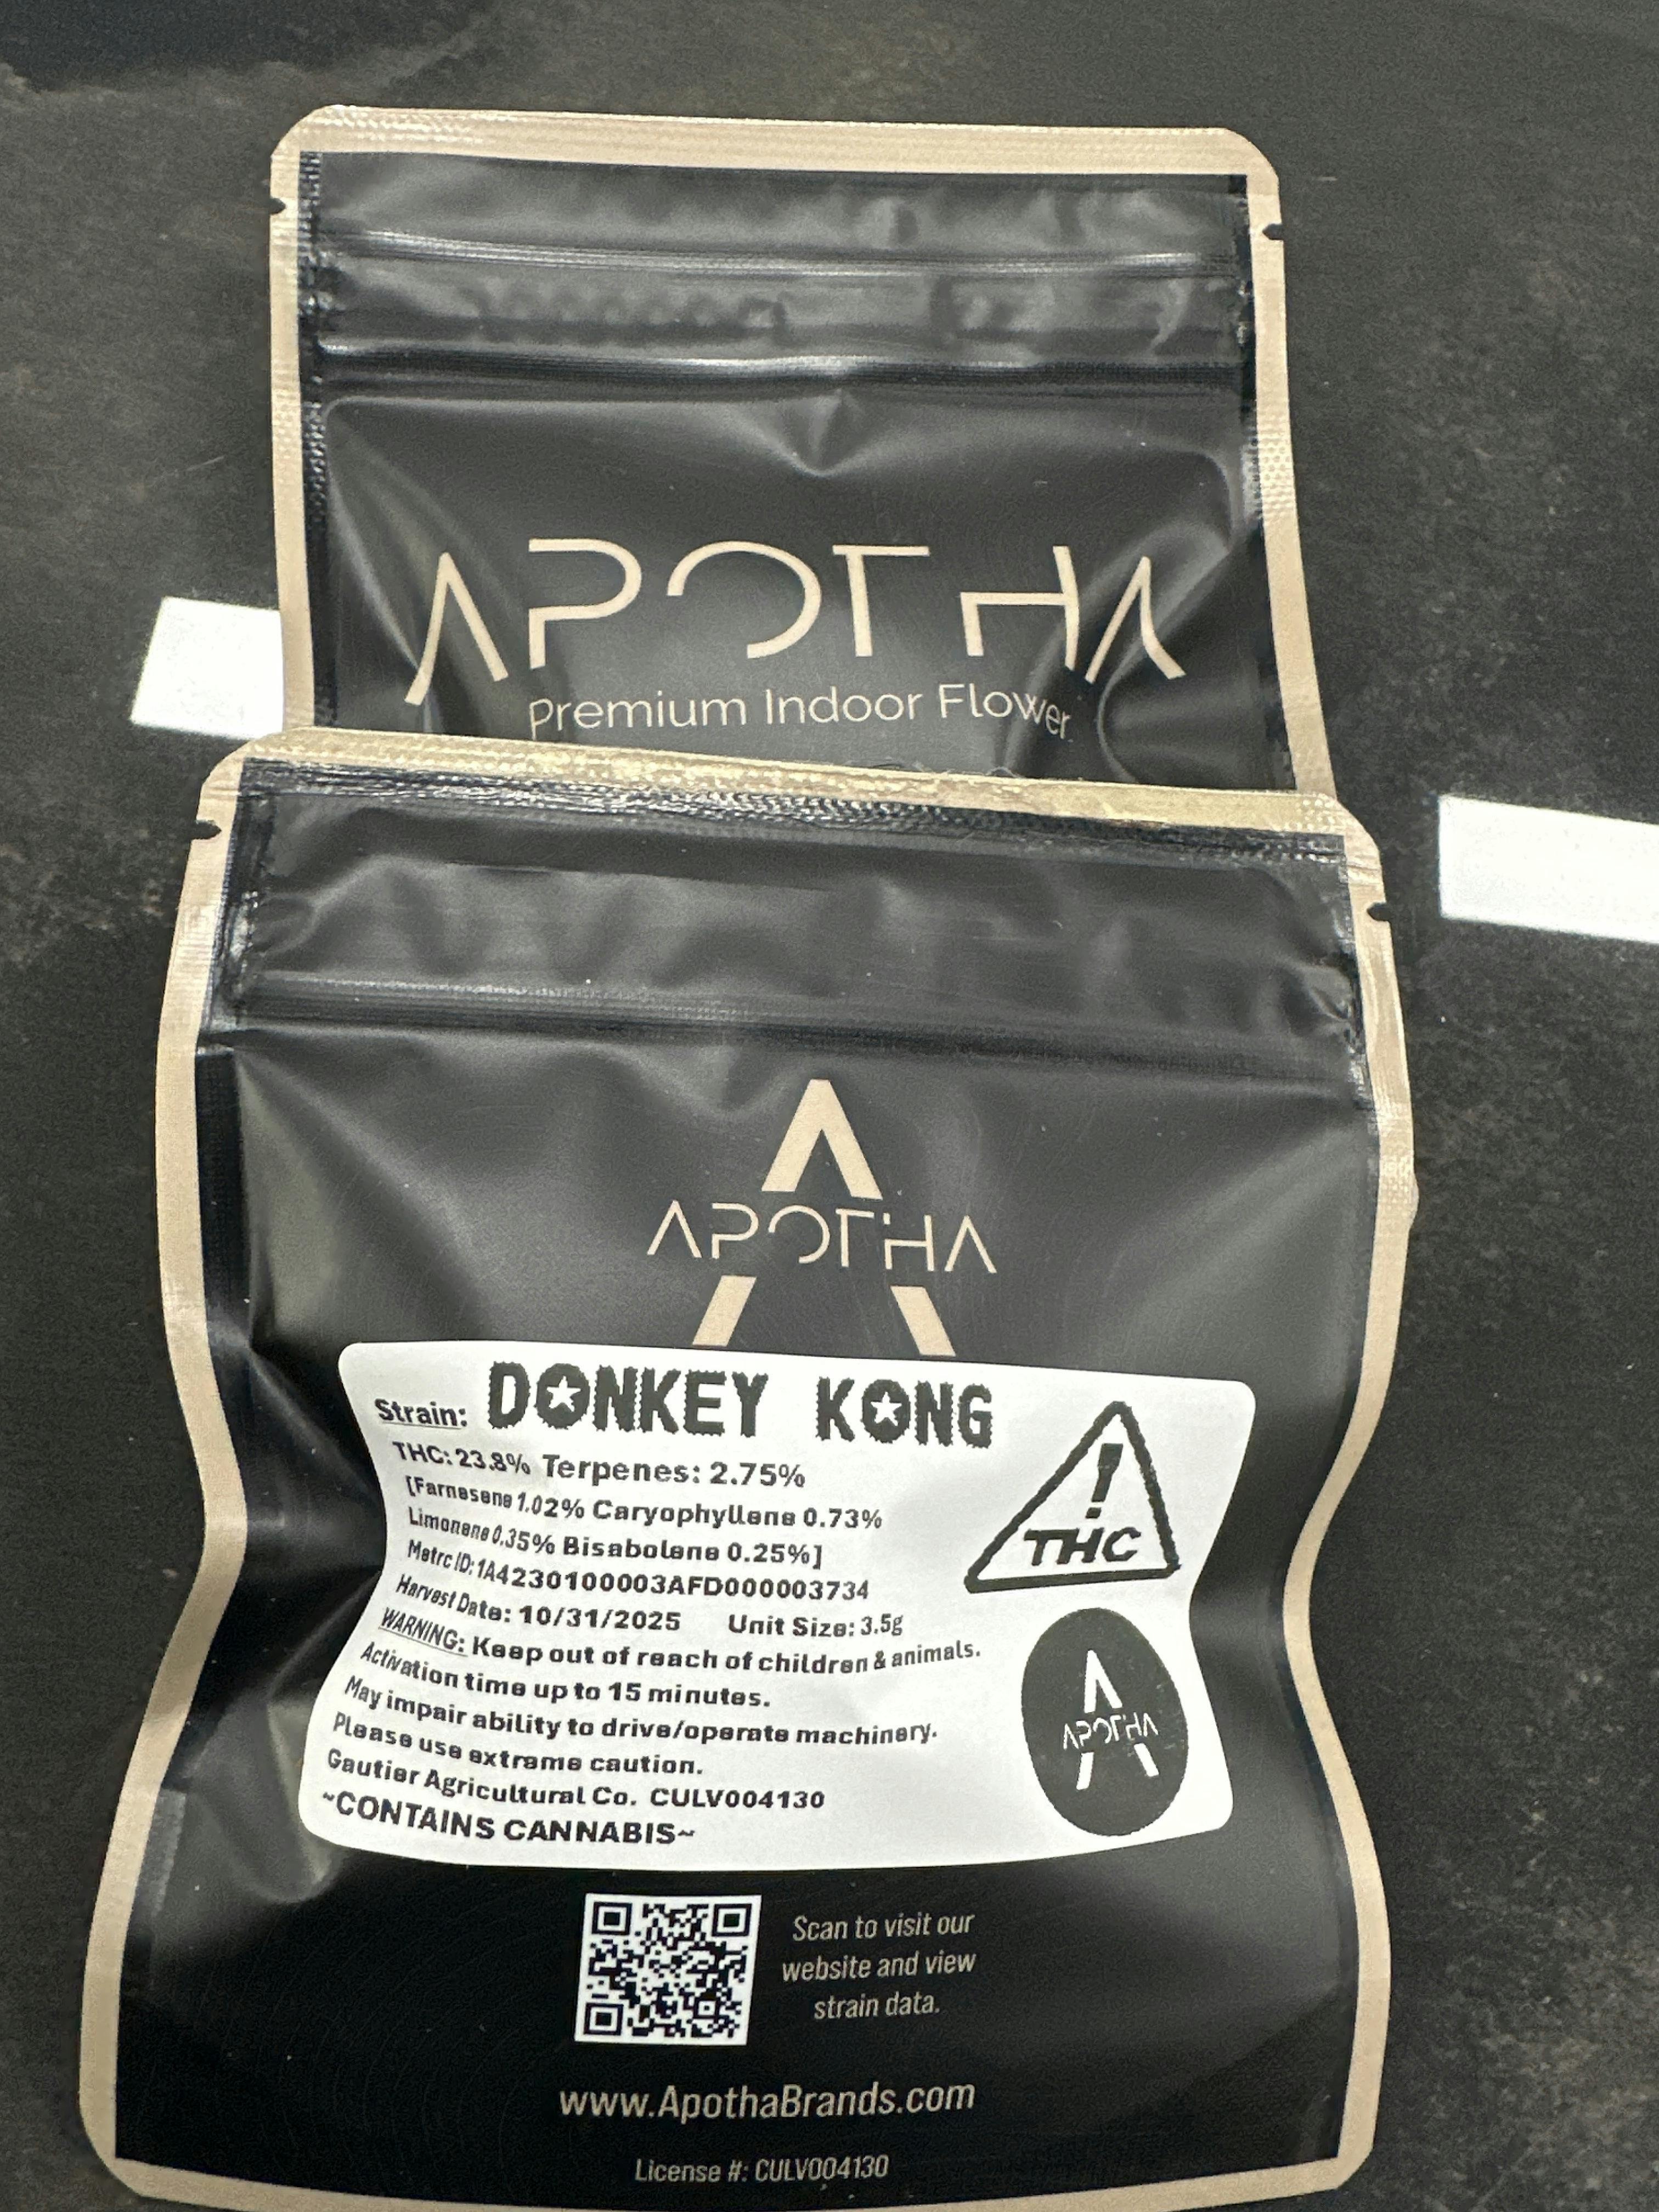 APOTHA
Premium Indoor Flower
APOTHA
Strain: DONKEY KONG
THC: 23.8% Terpenes: 2.75%
[Farnesene 1.02% Caryophyllene 0.73%
Limonene 0.35% Bisabolene 0.25%]
Metrc ID: 1A4230100003AFD000003734
Harvest Date: 10/31/2025 Unit Size: 3.5g
WARNING: Keep out of reach of children & animals.
Activation time up to 15 minutes.
May impair ability to drive/operate machinery.
Please use extreme caution.
Gautier Agricultural Co. CULV004130
~CONTAINS CANNABIS~
!
THC
APOTHA
Scan to visit our
website and view
strain data.
www.ApothaBrands.com
License #: CULV004130